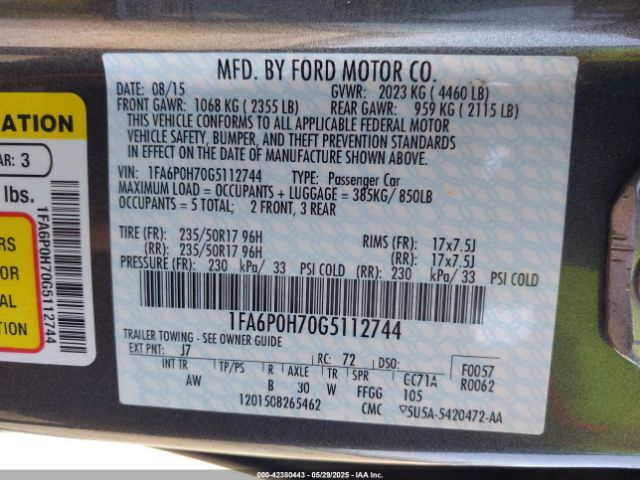 MFD. BY FORD MOTOR CO.
DATE: 08/15 GVWR: 2023 KG ( 4460 LB)
FRONT GAWR: 1068 KG ( 2355 LB) REAR GAWR: 959 KG ( 2115 LB)
THIS VEHICLE CONFORMS TO ALL APPLICABLE FEDERAL MOTOR
VEHICLE SAFETY, BUMPER, AND THEFT PREVENTION STANDARDS
IN EFFECT ON THE DATE OF MANUFACTURE SHOWN ABOVE.
VIN: 1FA6P0H70G5112744 TYPE: Passenger Car
MAXIMUM LOAD = OCCUPANTS + LUGGAGE = 385KG/ 850LB
OCCUPANTS = 5 TOTAL; 2 FRONT, 3 REAR
TIRE (FR): 235/50R17 96H RIMS (FR): 17x7.5J
(RR): 235/50R17 96H (RR): 17x7.5J
PRESSURE (FR): 230 kPa/ 33 PSI COLD (RR): 230 kPa/ 33 PSI COLD
1FA6P0H70G5112744
TRAILER TOWING - SEE OWNER GUIDE
EXT PNT: J7 RC: 72 DSO: F0057
R0062
INT TR TP/PS R AXLE TR SPR EC71A
AW B 30 W FFGG 105
1201508265462 CMC ▽5U5A-5420472-AA
ATION
AR: 3
lbs.
RS
OR
AL
S.
1FA6P0H70G5112744
000-42380443 05/29/2025 - IAA Inc.